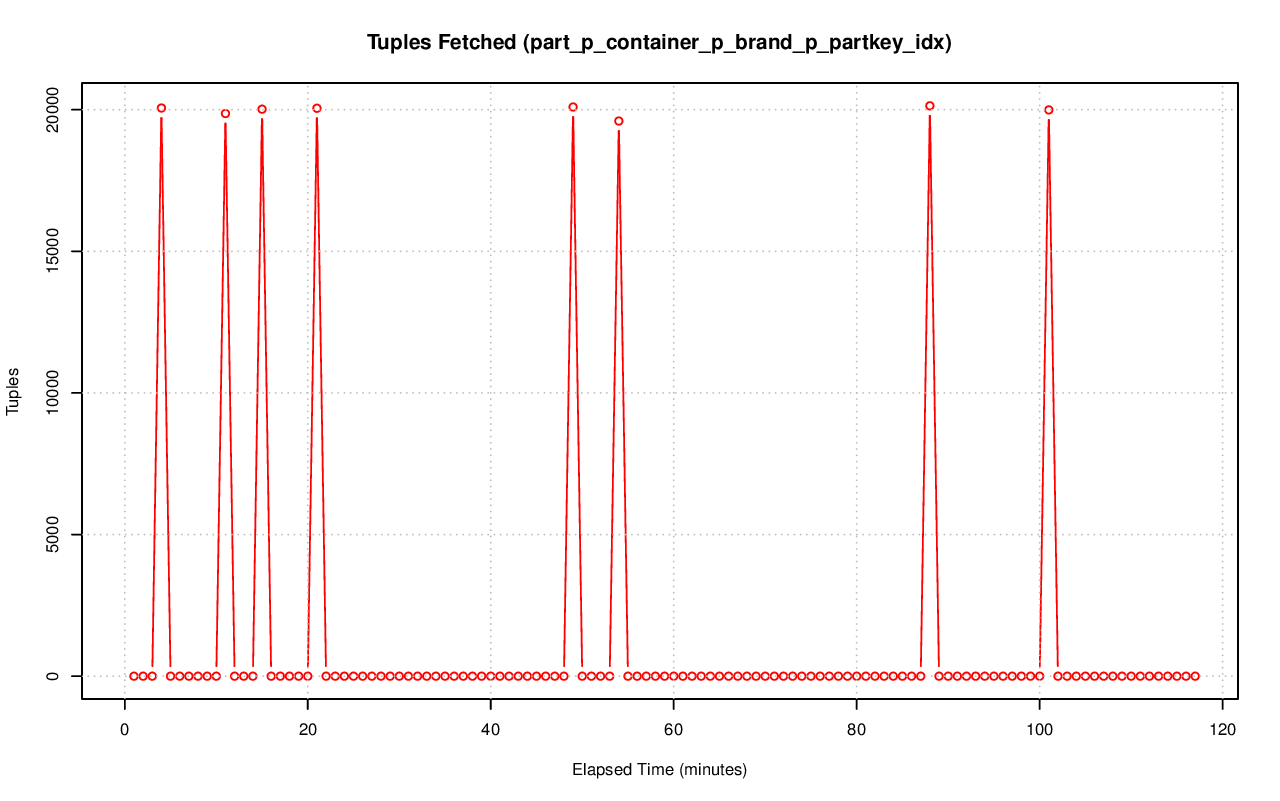 Tuples Fetched (part_p_container_p_brand_p_partkey_idx)
20000
15000
10000
5000
0
Tuples
0 20 40 60 80 100 120
Elapsed Time (minutes)